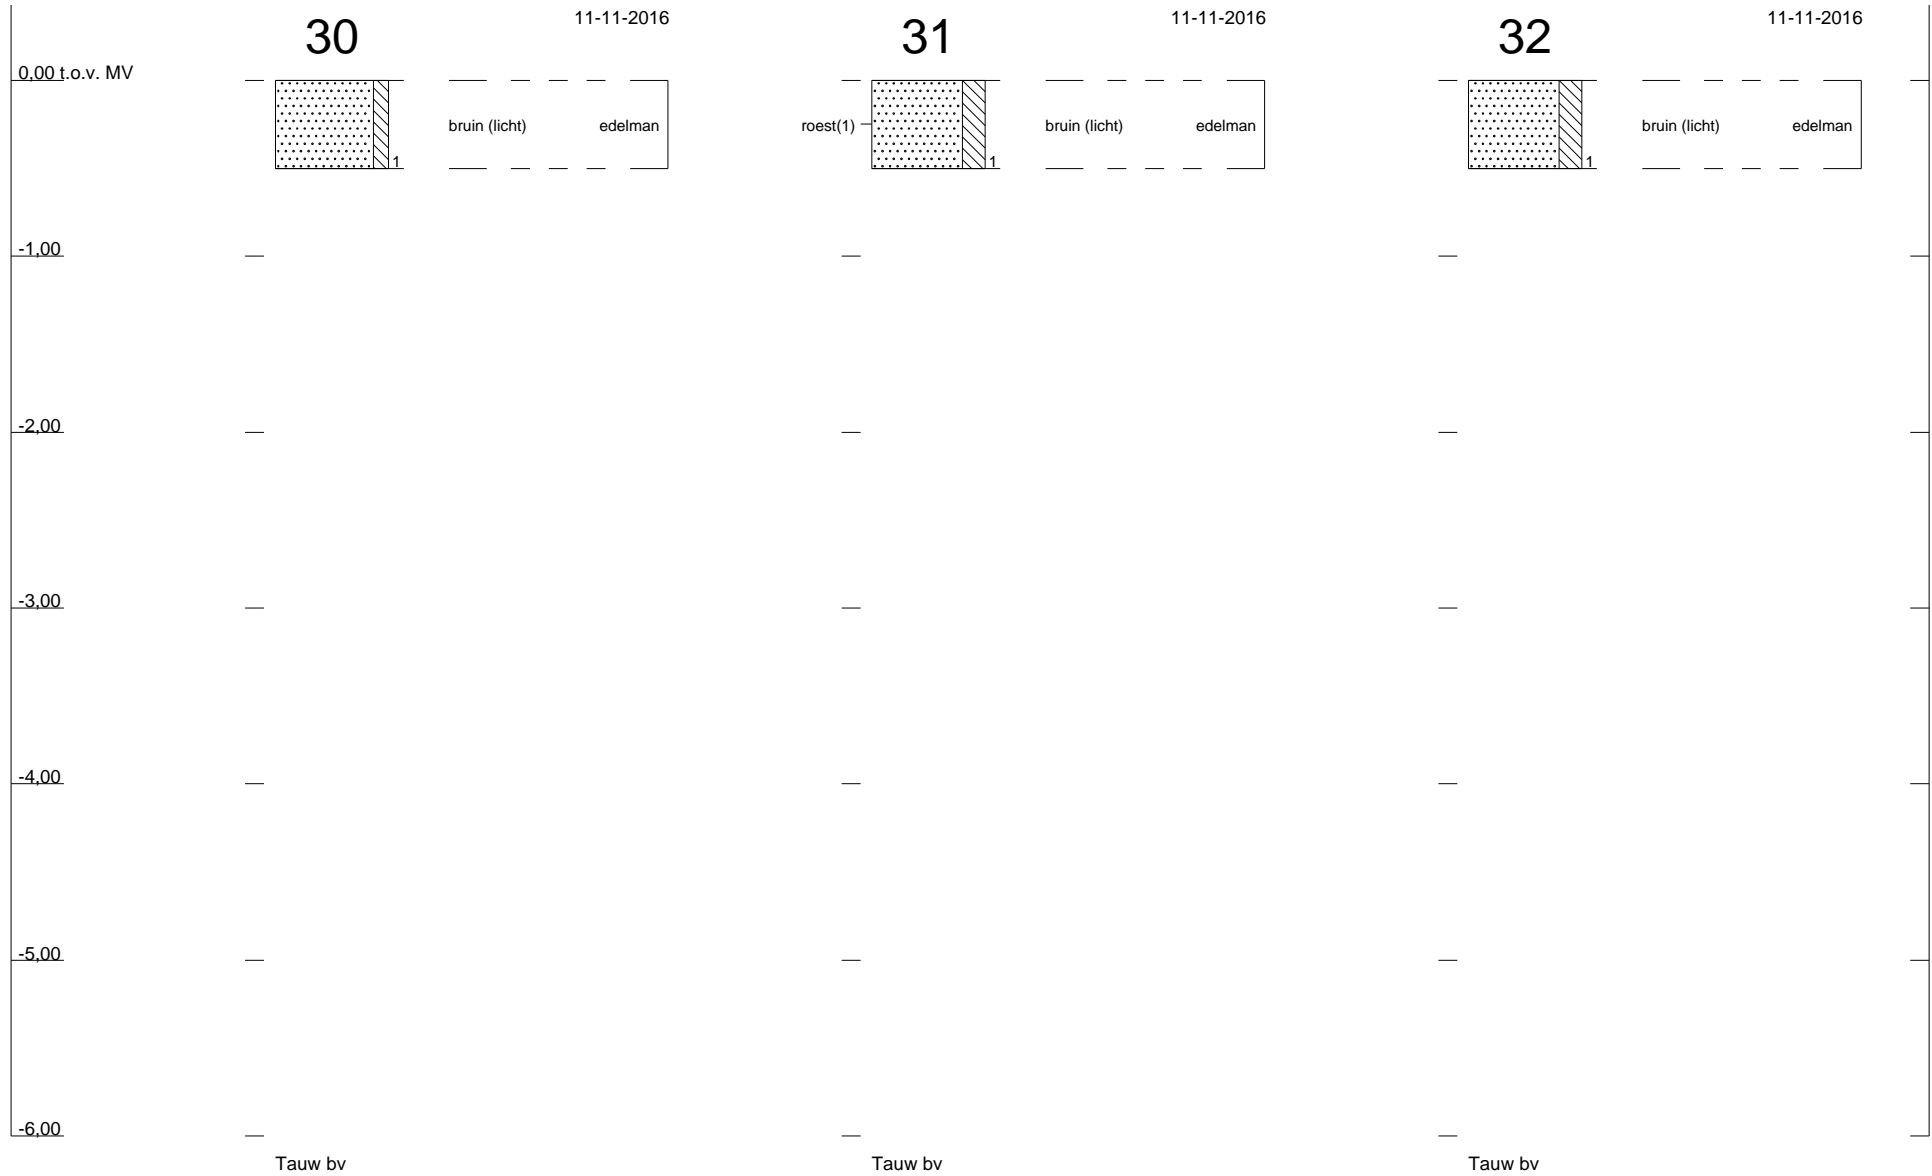 30
11-11-2016
31
11-11-2016
32
11-11-2016
0,00 t.o.v. MV
bruin (licht)
edelman
1
roest(1)
bruin (licht)
edelman
1
bruin (licht)
edelman
1
-1,00
-2,00
-3,00
-4,00
-5,00
-6,00
Tauw bv
Tauw bv
Tauw bv